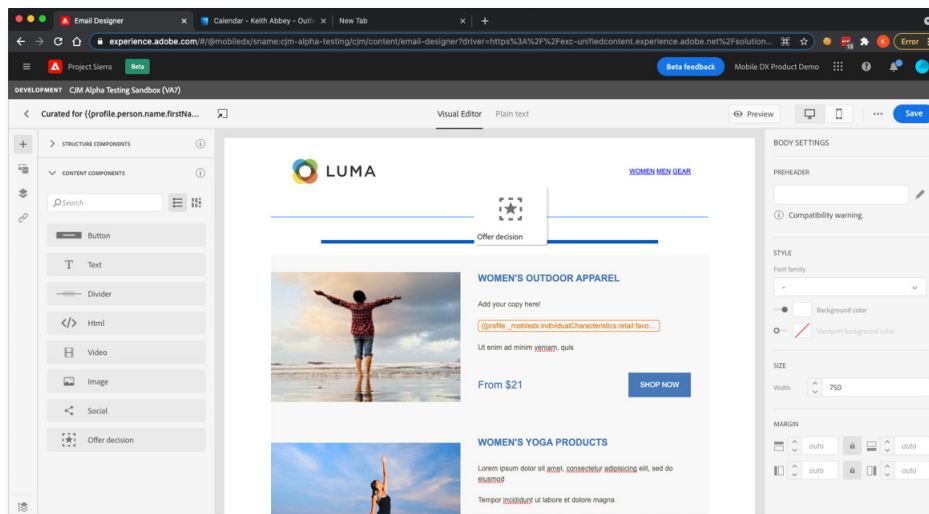 Email Designer
Calendar - Keith Abbey - Outlo
New Tab
experience.adobe.com/#/@mobiledx/sname:cjm-alpha-testing/cjm/content/email-designer?driver=https%3A%2F%2Fexc-unifiedcontent.experience.adobe.net%2Fsolution...
13
K
Error
Project Sierra
Beta
Beta feedback
Mobile DX Product Demo
DEVELOPMENT CJM Alpha Testing Sandbox (VA7)
Curated for {{profile.person.name.firstNa...
Visual Editor
Plain text
Preview
Save
STRUCTURE COMPONENTS
CONTENT COMPONENTS
Search
Button
Text
Divider
Html
Video
Image
Social
Offer decision
LUMA
WOMEN MEN GEAR
Offer decision
WOMEN'S OUTDOOR APPAREL
Add your copy here!
{{profile._mobiledx.individualCharacteristics.retail.favo...
Ut enim ad minim veniam, quis
From $21
SHOP NOW
WOMEN'S YOGA PRODUCTS
Lorem ipsum dolor sit amet, consectetur adipisicing elit, sed do
eiusmod
Tempor incididunt ut labore et dolore magna
BODY SETTINGS
PREHEADER
Compatibility warning.
STYLE
Font family
-
Background color
Viewport background color
SIZE
Width
750
MARGIN
auto
auto
auto
auto